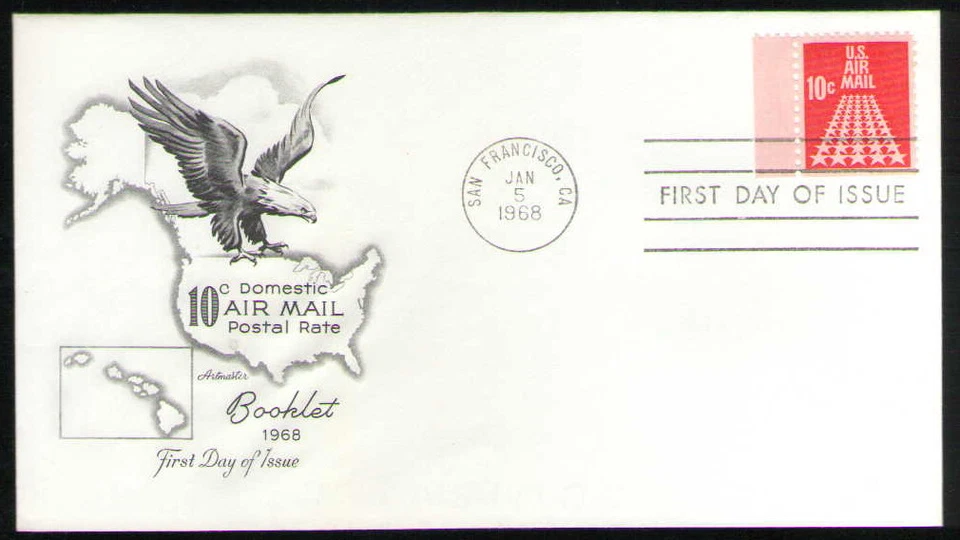 U.S.
AIR
MAIL
10c
SAN FRANCISCO, CA
JAN
5
1968
FIRST DAY OF ISSUE
10c Domestic
AIR MAIL
Postal Rate
Artmaster
Booklet
1968
First Day of Issue